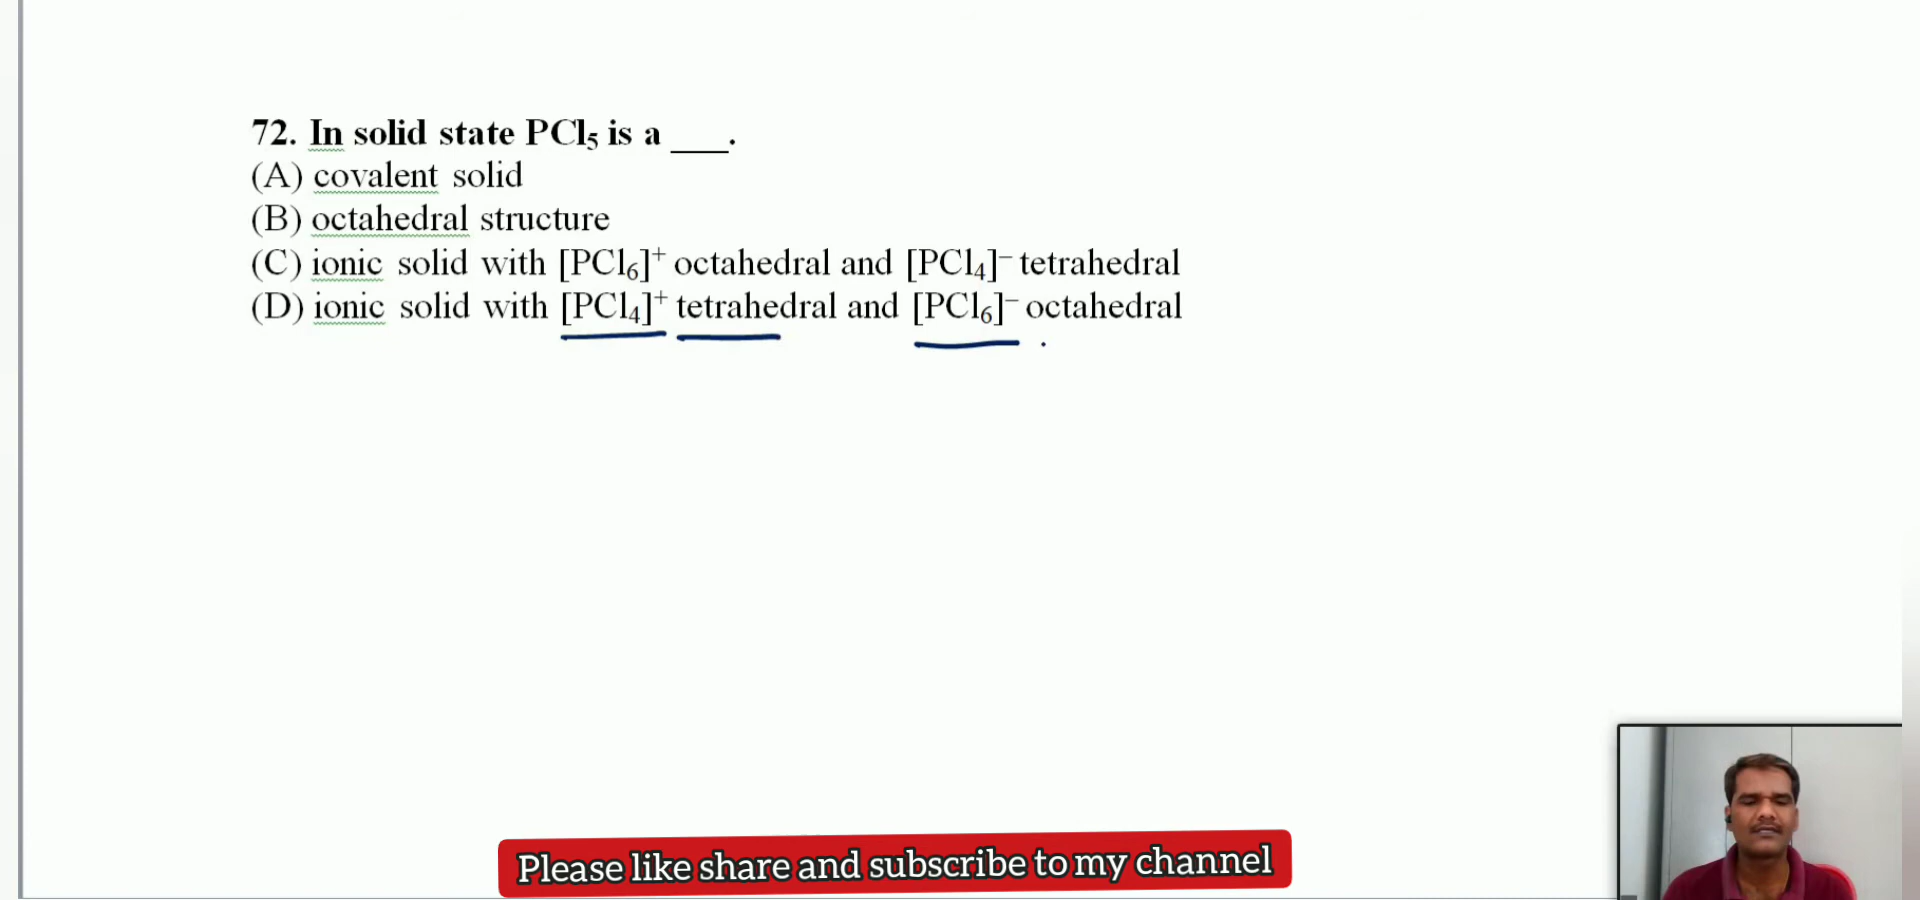 72. In solid state PCl₅ is a ___.
(A) covalent solid
(B) octahedral structure
(C) ionic solid with [PCl₆]⁺ octahedral and [PCl₄]⁻ tetrahedral
(D) ionic solid with [PCl₄]⁺ tetrahedral and [PCl₆]⁻ octahedral
Please like share and subscribe to my channel